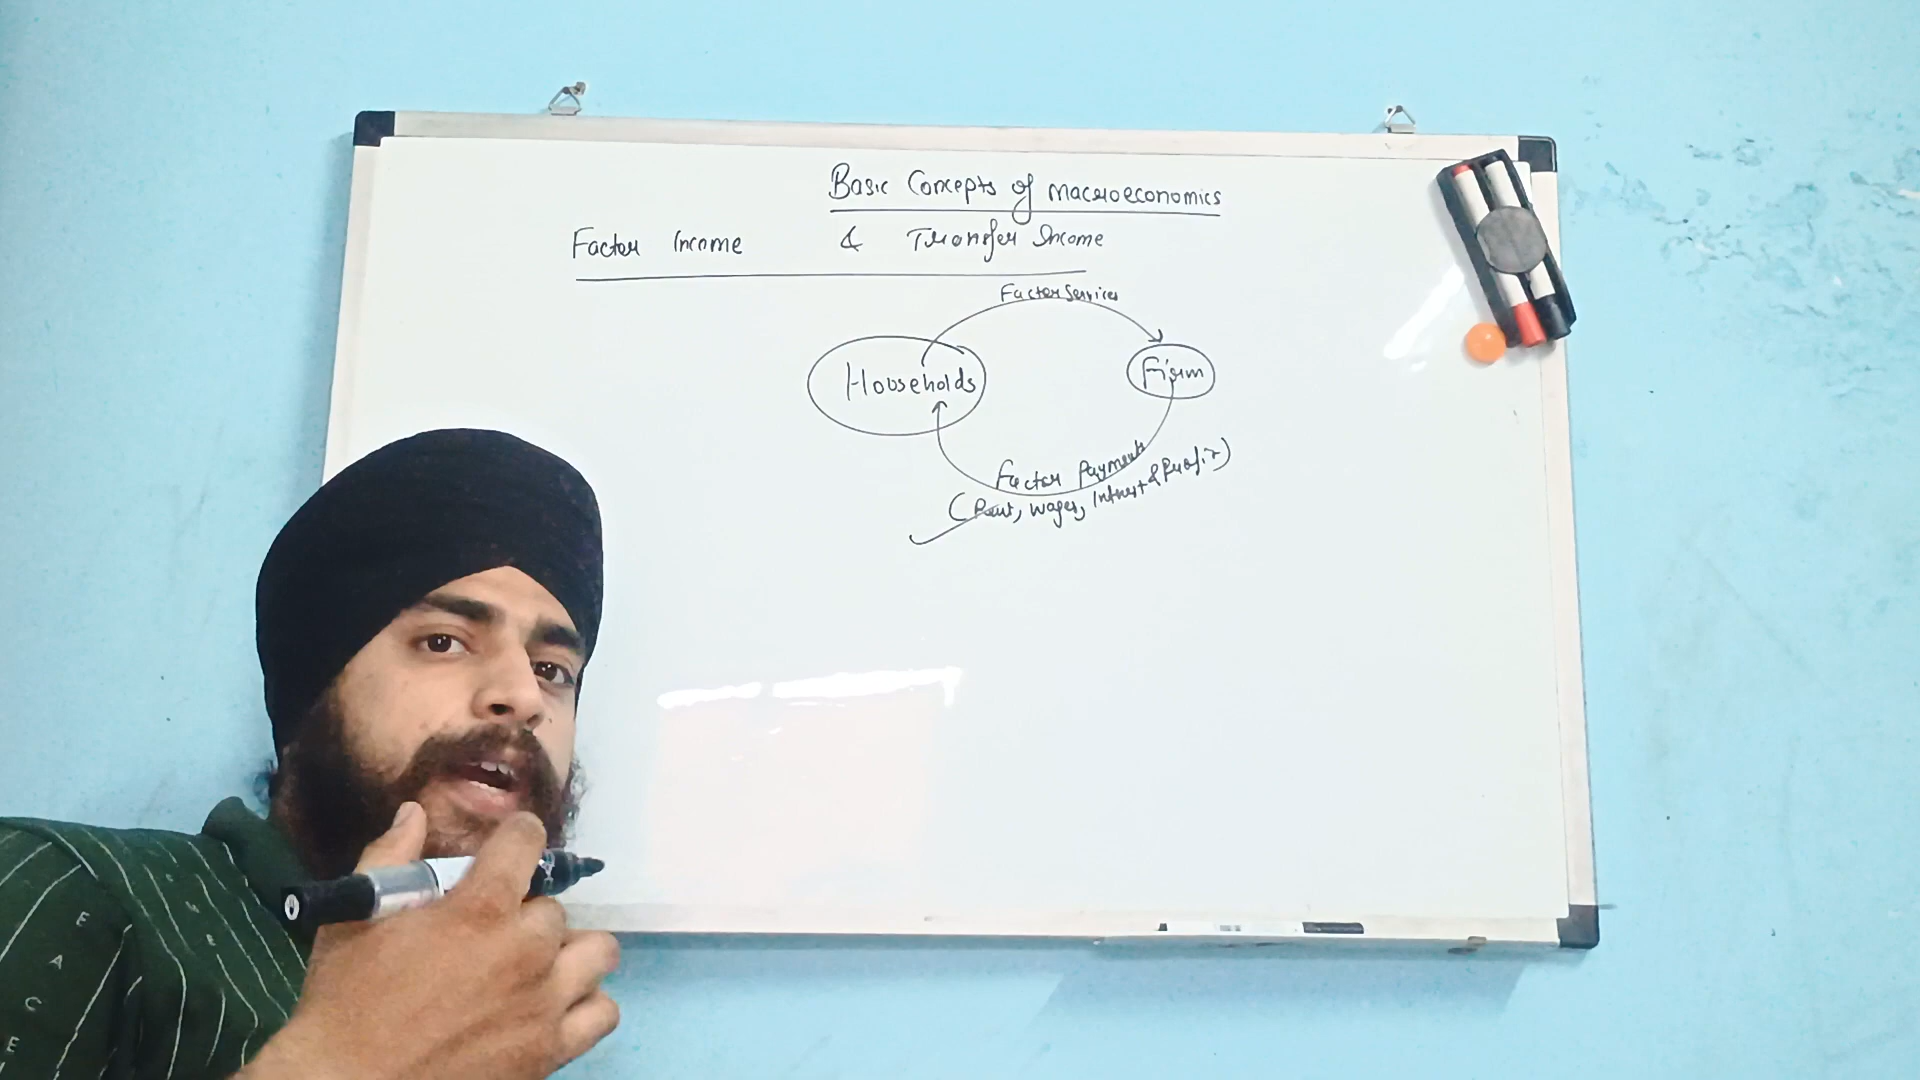 Basic Concepts of macroeconomics
Factor Income & Transfer Income
Factor Services
Households
Firm
Factor Payments
(Rent, wages, Interest & Profit)
E
A
C
E